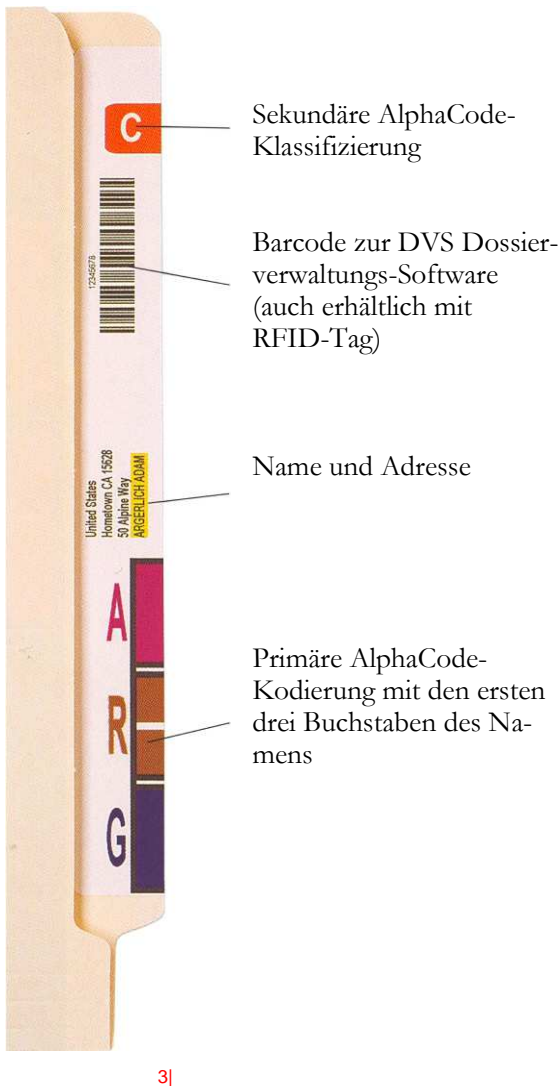 C
Sekundäre AlphaCode-
Klassifizierung
12345678
Barcode zur DVS Dossier-
verwaltungs-Software
(auch erhältlich mit
RFID-Tag)
United States
Hometown CA 15628
50 Alpine Way
ARGERLICH ADAM
Name und Adresse
A
R
G
Primäre AlphaCode-
Kodierung mit den ersten
drei Buchstaben des Na-
mens
3|